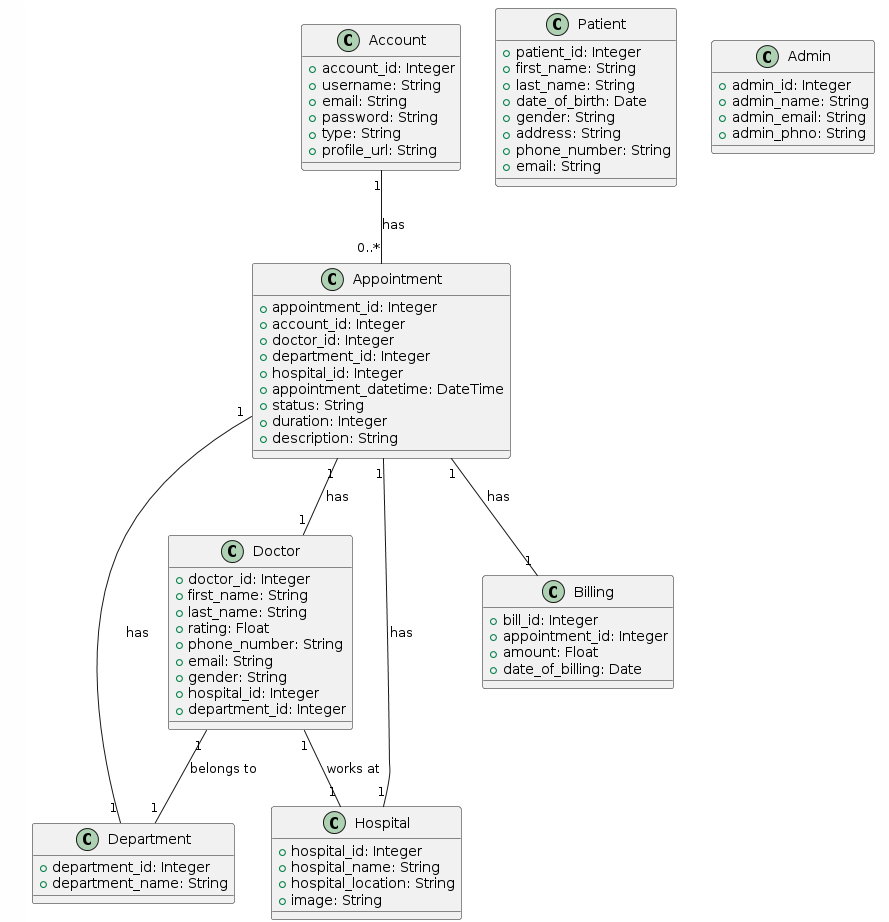 C Account
account_id: Integer
username: String
email: String
password: String
type: String
profile_url: String
C Patient
patient_id: Integer
first_name: String
last_name: String
date_of_birth: Date
gender: String
address: String
phone_number: String
email: String
C Admin
admin_id: Integer
admin_name: String
admin_email: String
admin_phno: String
1
has
0..*
C Appointment
appointment_id: Integer
account_id: Integer
doctor_id: Integer
department_id: Integer
hospital_id: Integer
appointment_datetime: DateTime
status: String
duration: Integer
description: String
1
1
1
1
has
has
1
1
C Doctor
doctor_id: Integer
first_name: String
last_name: String
rating: Float
phone_number: String
email: String
gender: String
hospital_id: Integer
department_id: Integer
C Billing
bill_id: Integer
appointment_id: Integer
amount: Float
date_of_billing: Date
has
has
1
1
belongs to
works at
1
1
1
1
C Department
department_id: Integer
department_name: String
C Hospital
hospital_id: Integer
hospital_name: String
hospital_location: String
image: String